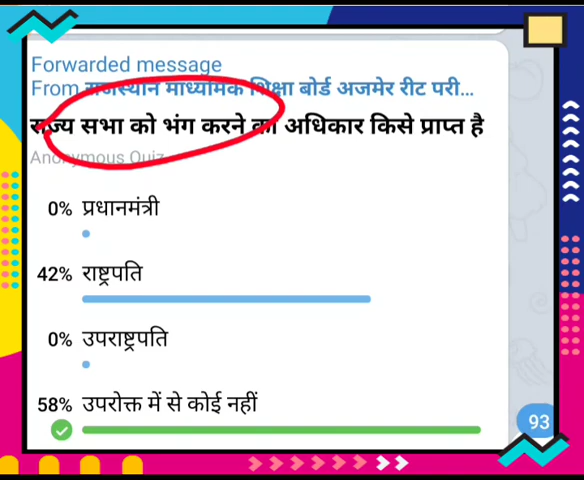 Forwarded message
From राजस्थान माध्यमिक शिक्षा बोर्ड अजमेर रीट परी...
राज्य सभा को भंग करने का अधिकार किसे प्राप्त है
Anonymous Quiz
0% प्रधानमंत्री
42% राष्ट्रपति
0% उपराष्ट्रपति
58% उपरोक्त में से कोई नहीं
93